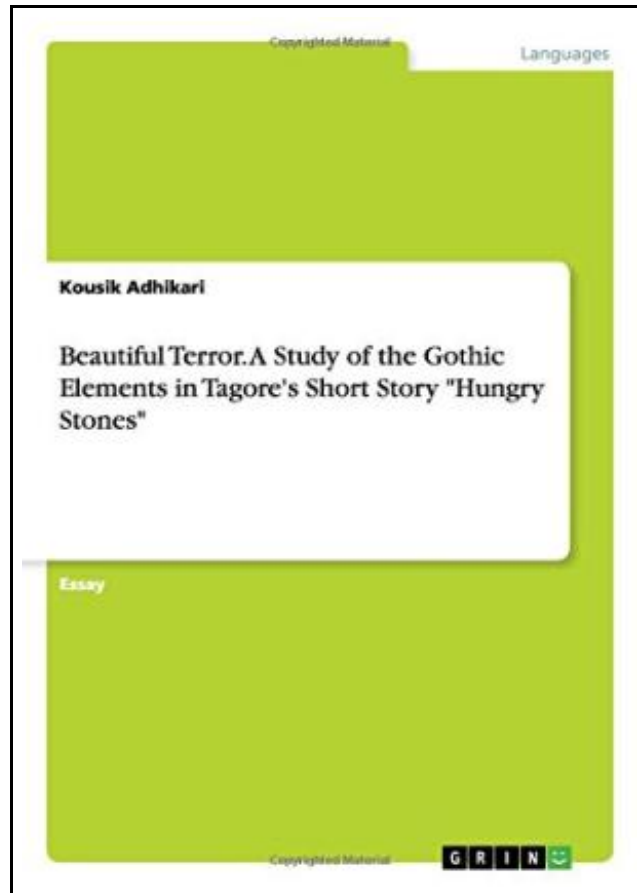 Copyrighted Material
Languages
Kousik Adhikari
Beautiful Terror. A Study of the Gothic
Elements in Tagore's Short Story "Hungry
Stones"
Essay
Copyrighted Material
GRIN